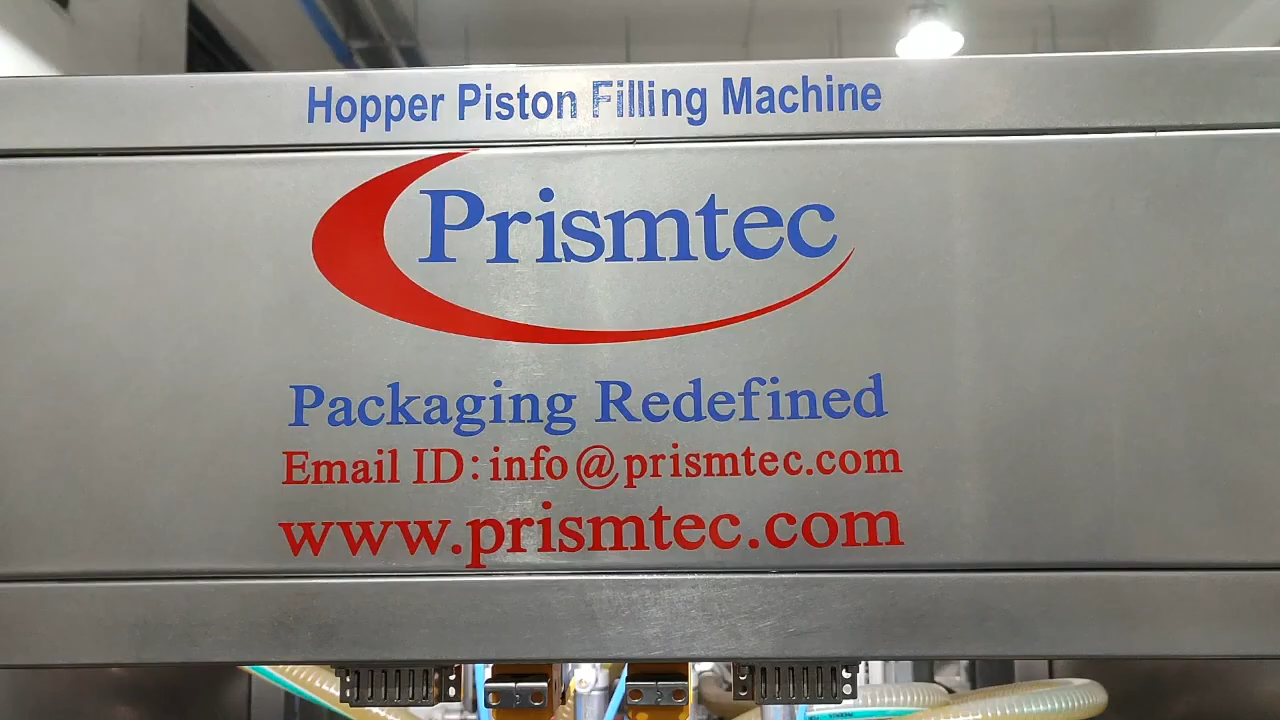 Hopper Piston Filling Machine
Prismtec
Packaging Redefined
Email ID: info@prismtec.com
www.prismtec.com